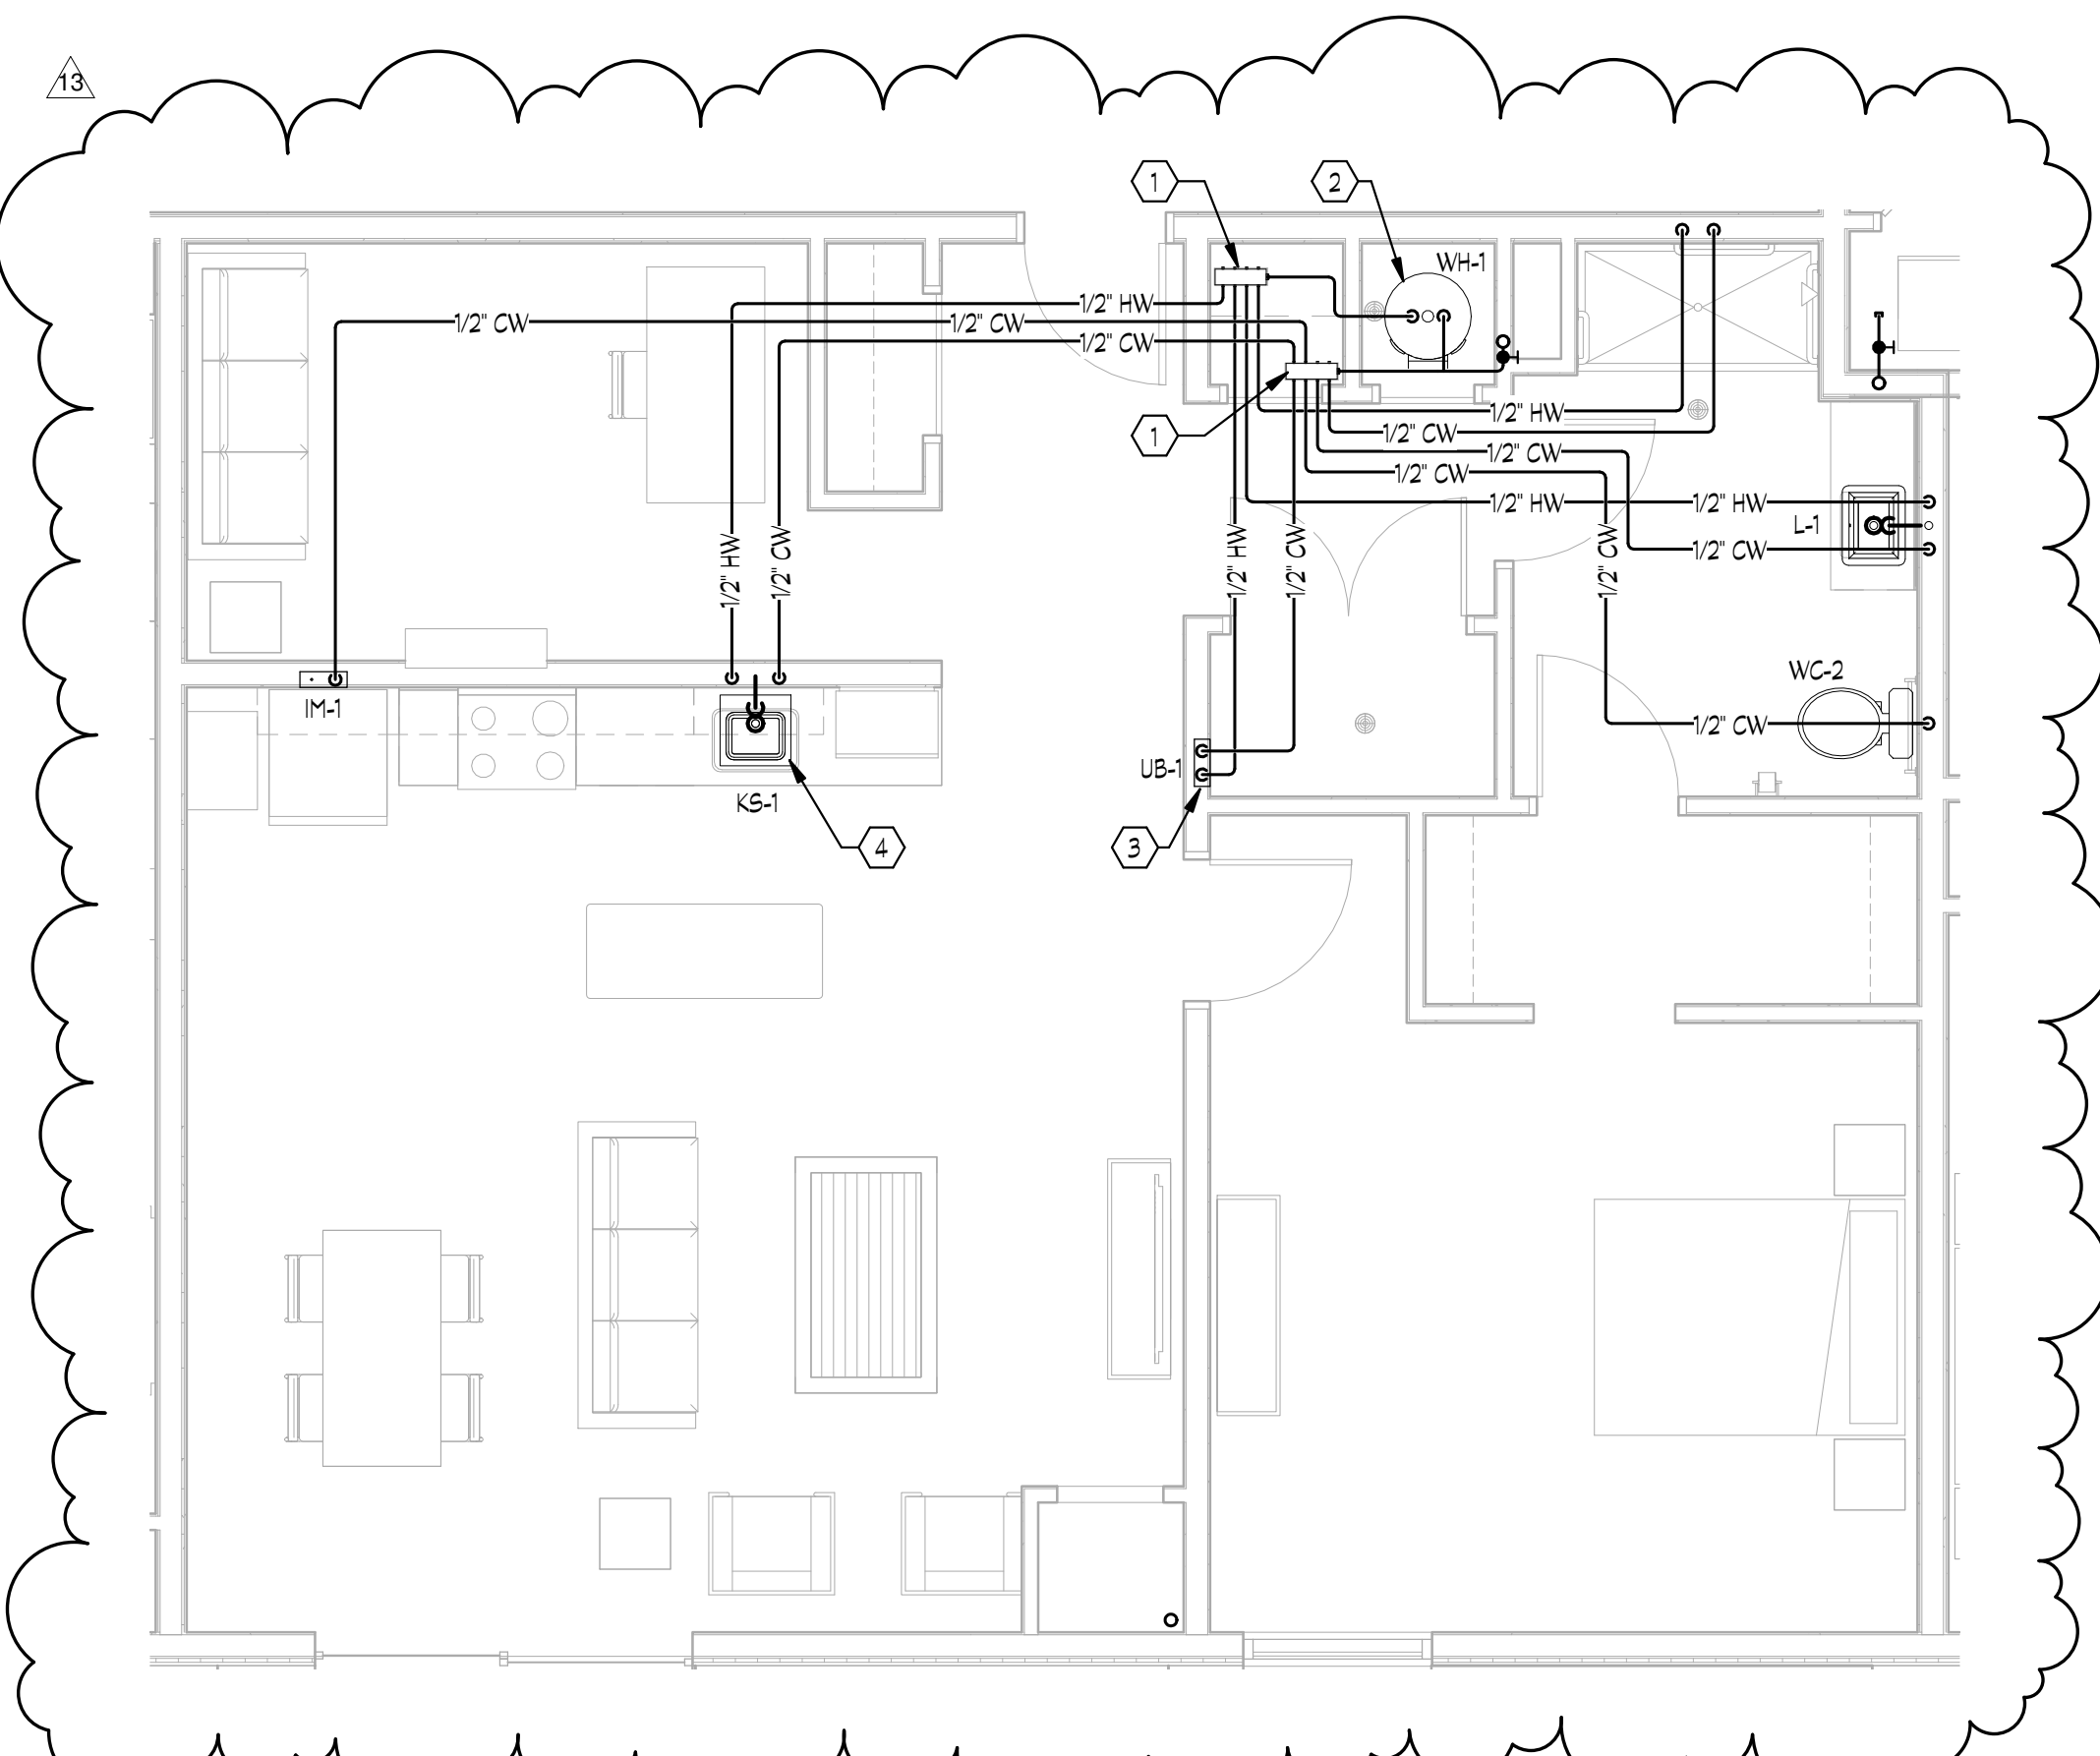 13
1
2
WH-1
1/2" HW
1/2" CW
1/2" CW
1/2" CW
1/2" HW
1
1/2" CW
1/2" CW
1/2" CW
1/2" HW
1/2" HW
L-1
1/2" HW
1/2" CW
1/2" HW
1/2" CW
1/2" CW
1/2" CW
WC-2
IM-1
1/2" CW
UB-1
KS-1
4
3